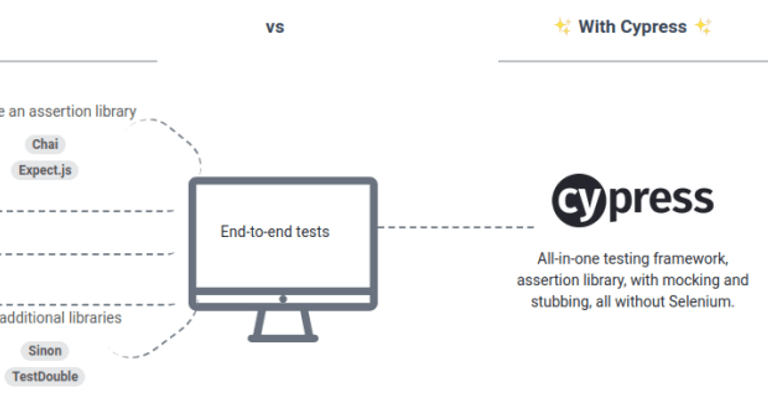 vs
✨ With Cypress ✨
an assertion library
Chai
Expect.js
End-to-end tests
cypress
All-in-one testing framework,
assertion library, with mocking and
stubbing, all without Selenium.
additional libraries
Sinon
TestDouble